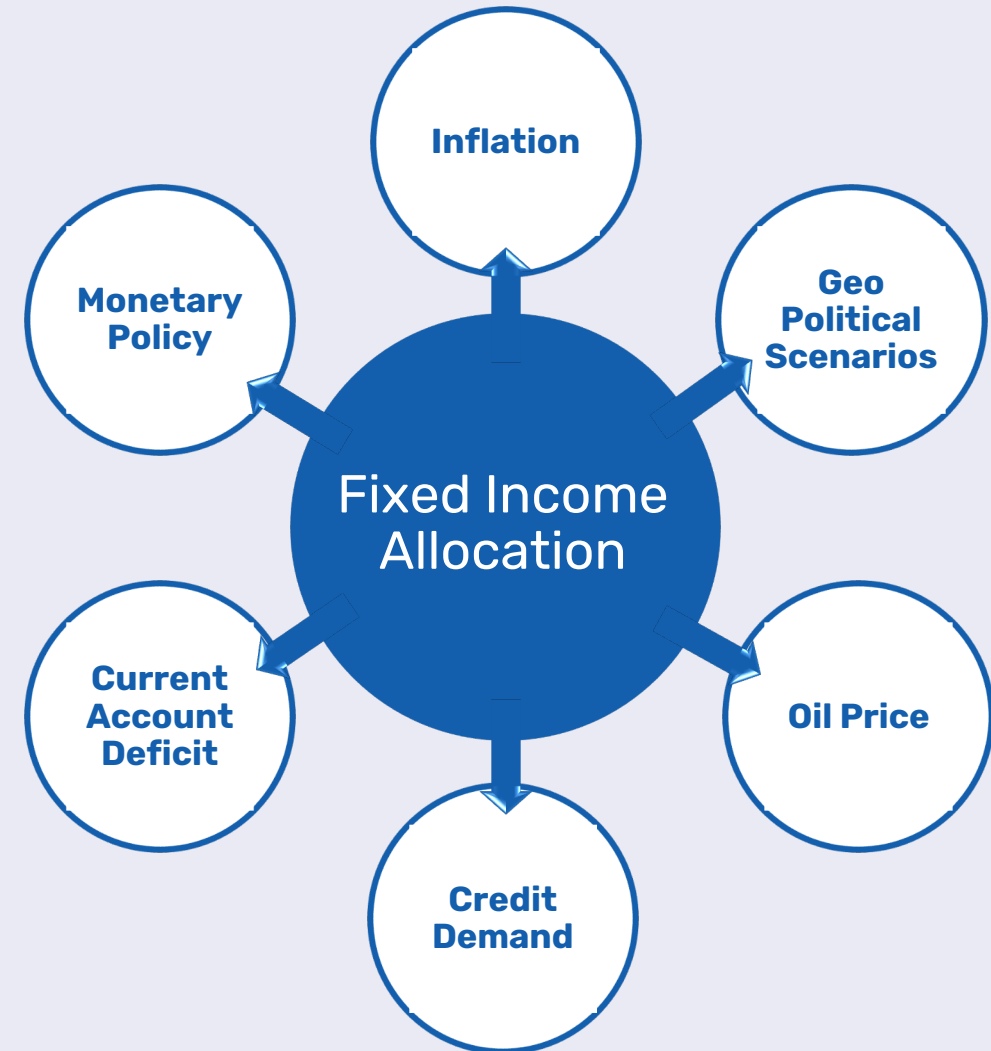 Inflation
Geo
Political
Scenarios
Monetary
Policy
Fixed Income
Allocation
Current
Account
Deficit
Oil Price
Credit
Demand